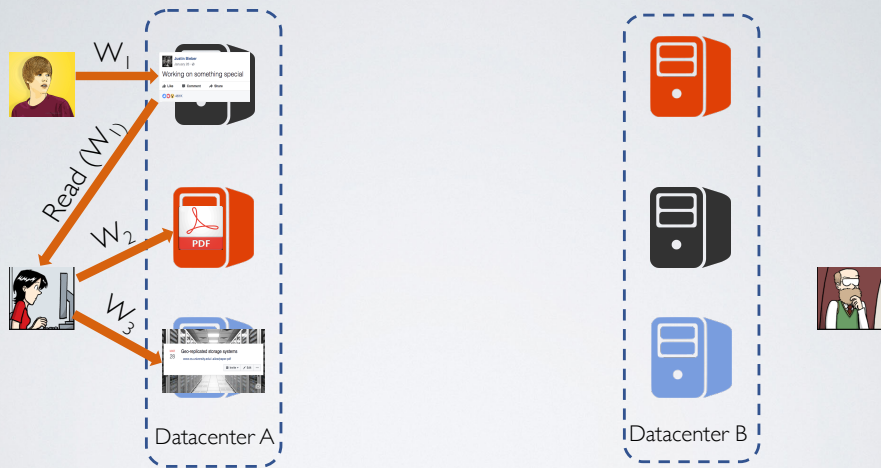 W1
Justin Bieber
Working on something special
Like Comment Share
Read (W1)
W2
PDF
W3
28
Geo-replicated storage systems
Datacenter A
Datacenter B